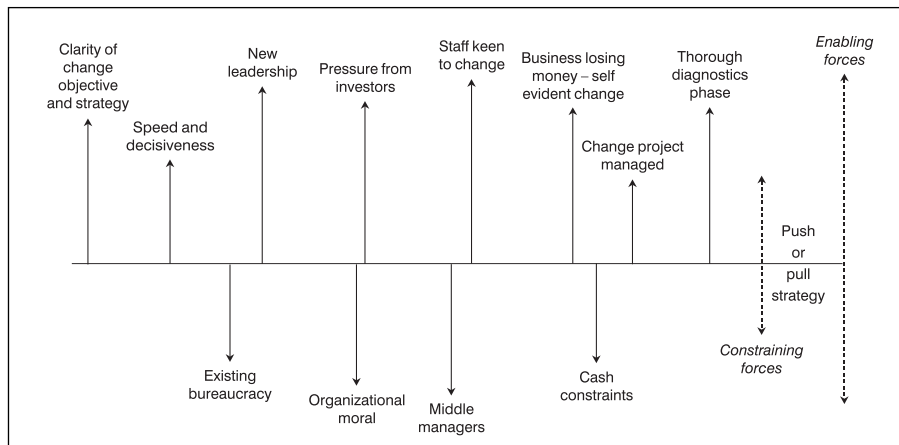 Clarity of
change
objective
and strategy
Speed and
decisiveness
New
leadership
Pressure from
investors
Staff keen
to change
Business losing
money – self
evident change
Change project
managed
Thorough
diagnostics
phase
Enabling
forces
Push
or
pull
strategy
Existing
bureaucracy
Organizational
moral
Middle
managers
Cash
constraints
Constraining
forces